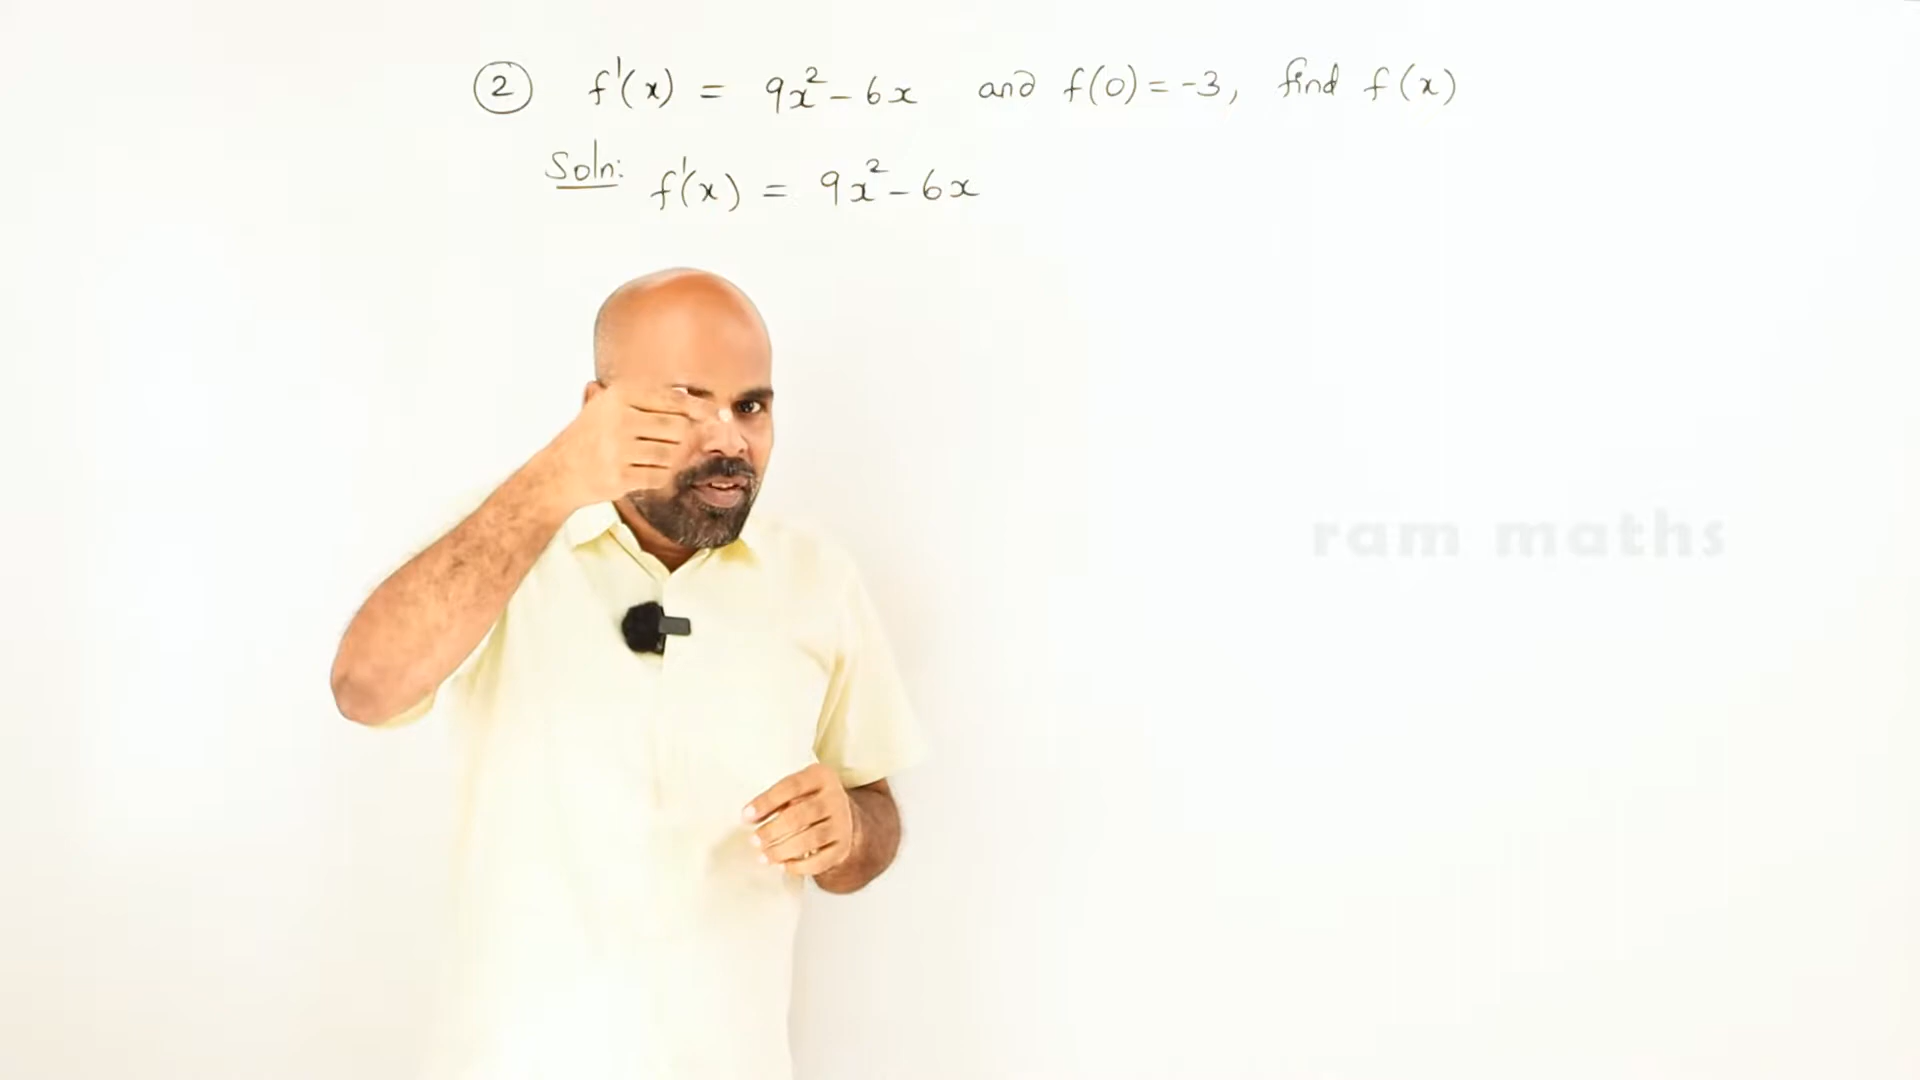 ② f'(x) = 9x² - 6x and f(0) = -3, find f(x)
Soln: f'(x) = 9x² - 6x
ram maths